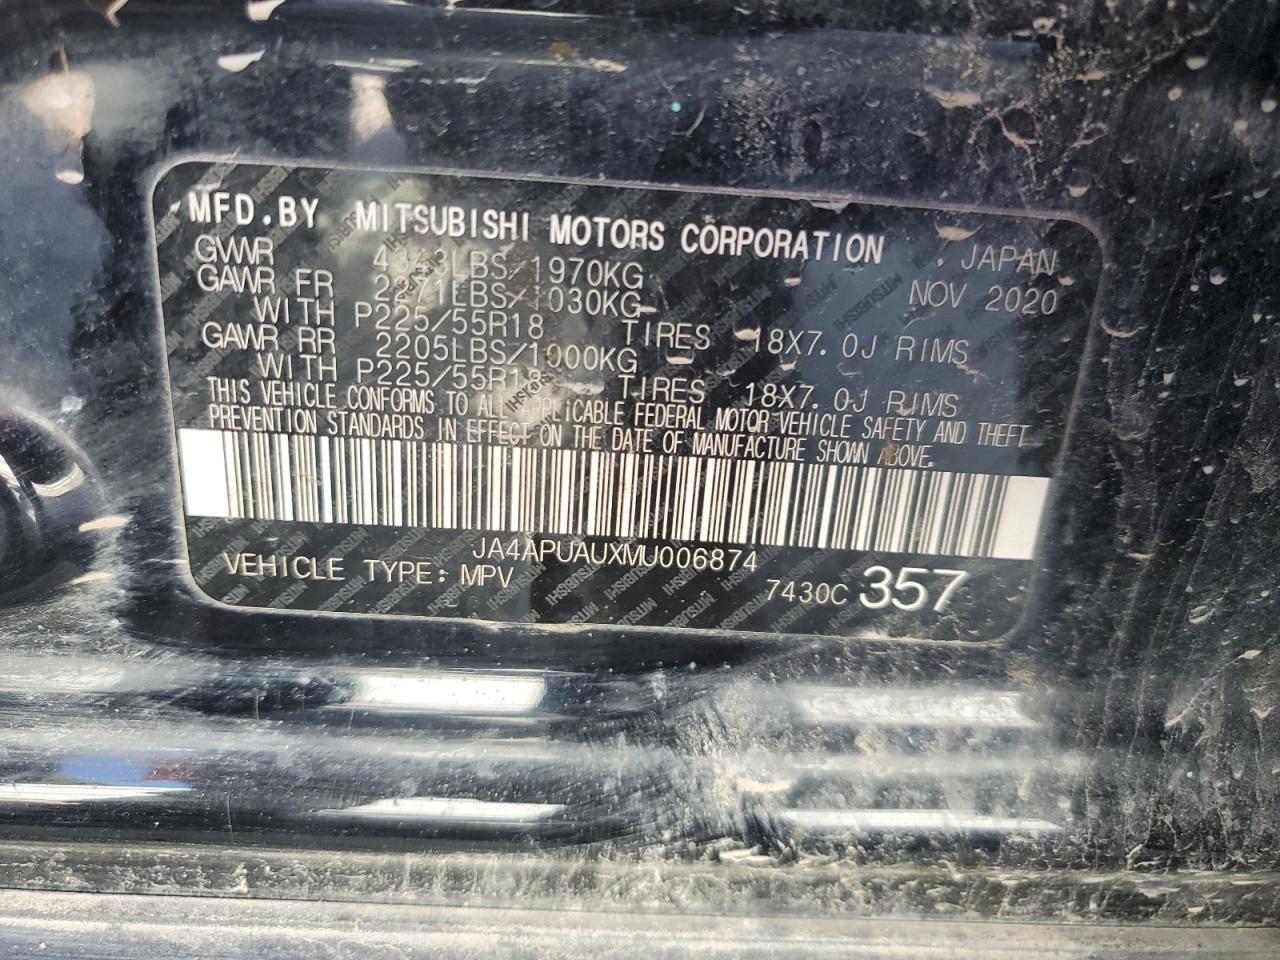 MFD.BY MITSUBISHI MOTORS CORPORATION JAPAN
GVWR 4343LBS/1970KG NOV 2020
GAWR FR 2271LBS/1030KG
WITH P225/55R18 TIRES 18X7.0J RIMS
GAWR RR 2205LBS/1000KG
WITH P225/55R18 TIRES 18X7.0J RIMS
THIS VEHICLE CONFORMS TO ALL APPLICABLE FEDERAL MOTOR VEHICLE SAFETY AND THEFT
PREVENTION STANDARDS IN EFFECT ON THE DATE OF MANUFACTURE SHOWN ABOVE.
JA4APUAUXMU006874
VEHICLE TYPE: MPV 7430C 357